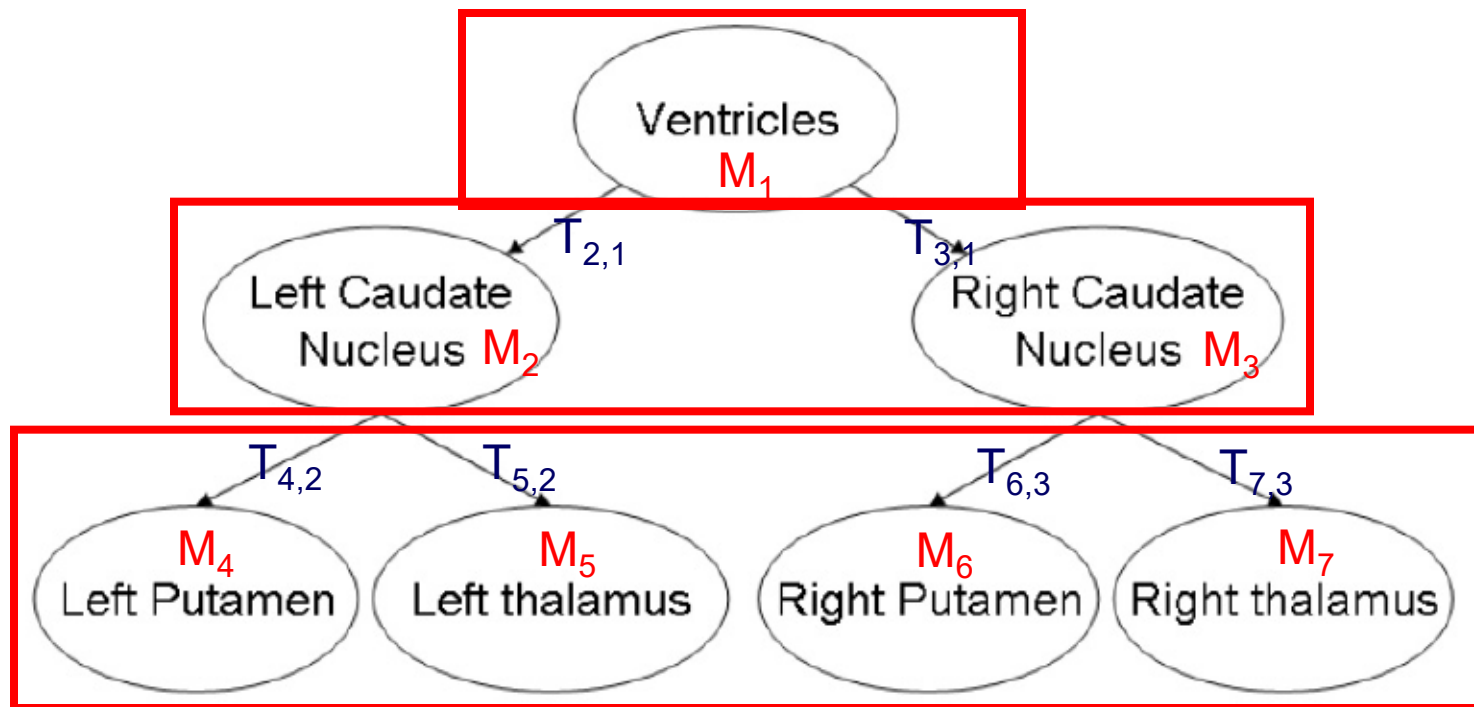 Ventricles
M₁
T₂,₁ T₃,₁
Left Caudate
Nucleus M₂
Right Caudate
Nucleus M₃
T₄,₂ T₅,₂ T₆,₃ T₇,₃
M₄
Left Putamen
M₅
Left thalamus
M₆
Right Putamen
M₇
Right thalamus